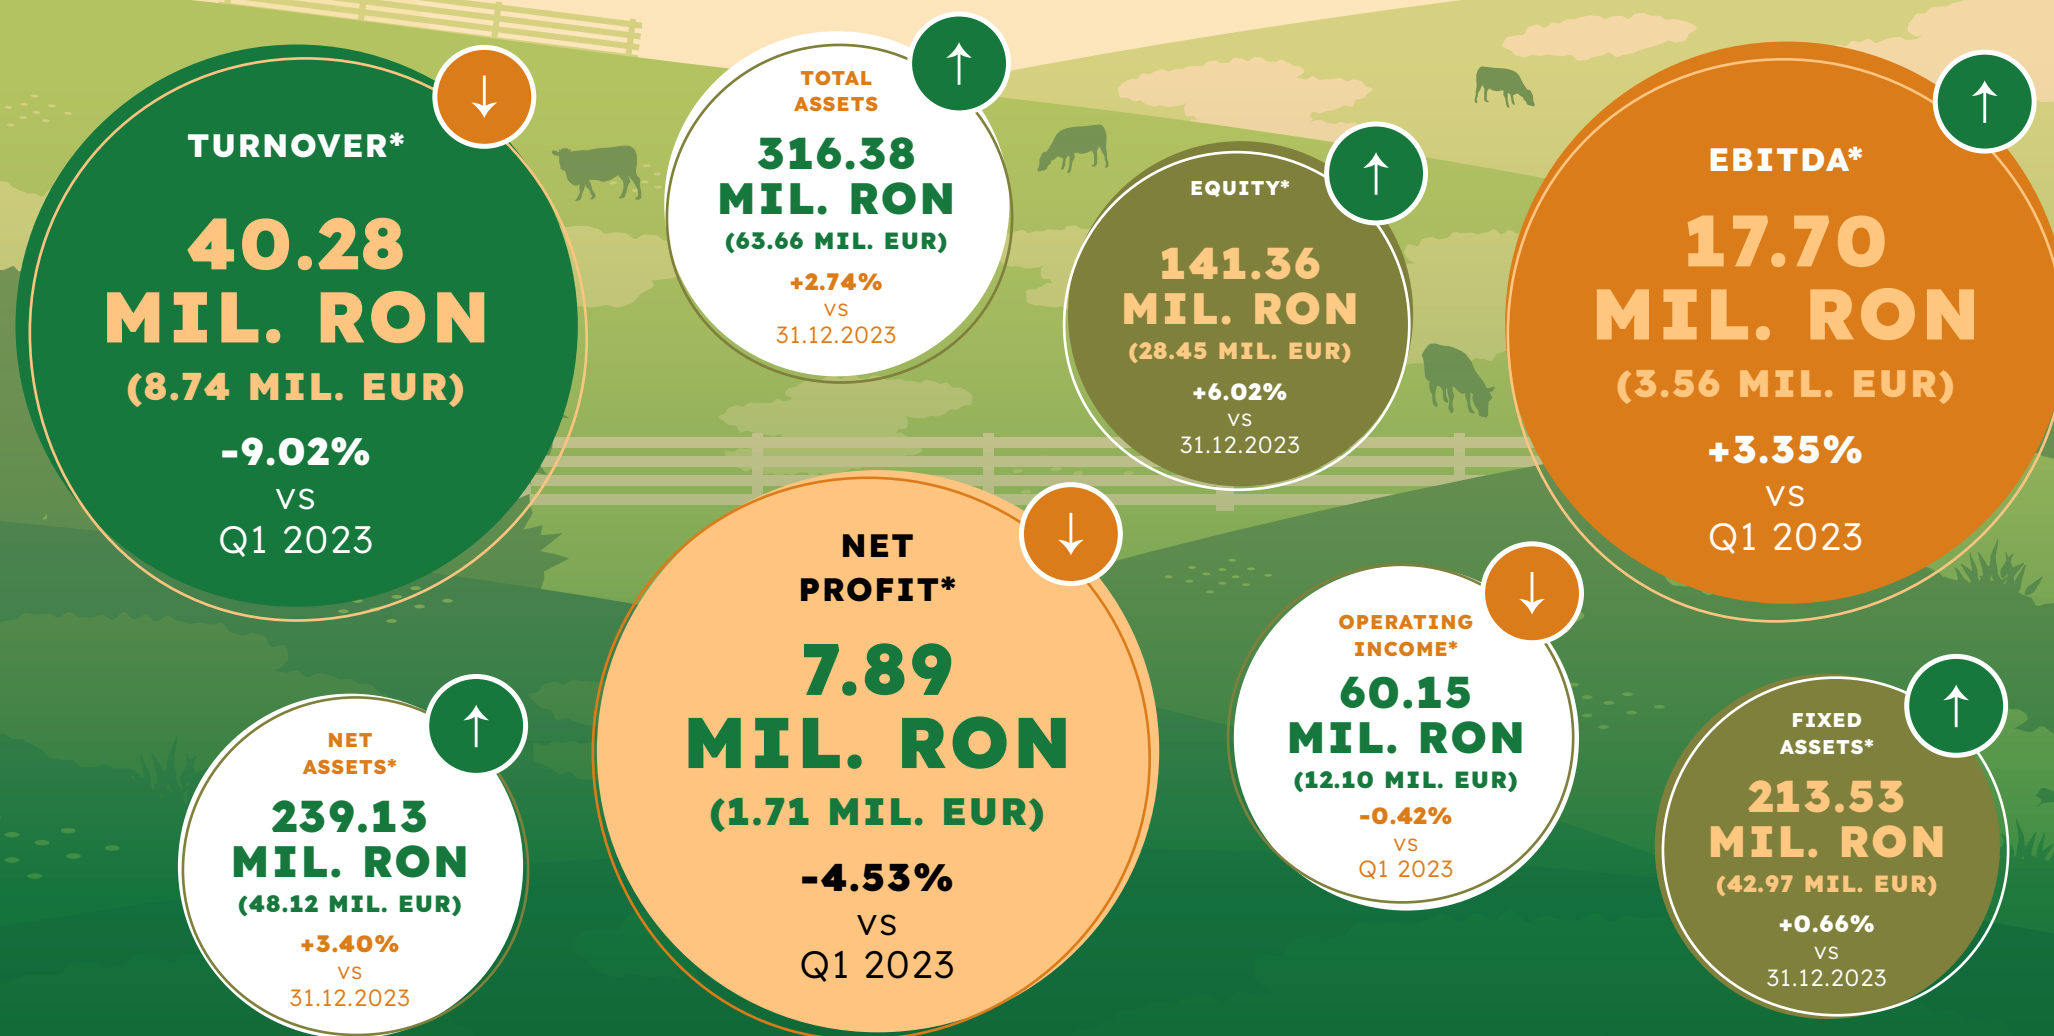 TURNOVER*
40.28
MIL. RON
(8.74 MIL. EUR)
-9.02%
VS
Q1 2023
TOTAL
ASSETS
316.38
MIL. RON
(63.66 MIL. EUR)
+2.74%
VS
31.12.2023
EQUITY*
141.36
MIL. RON
(28.45 MIL. EUR)
+6.02%
VS
31.12.2023
EBITDA*
17.70
MIL. RON
(3.56 MIL. EUR)
+3.35%
VS
Q1 2023
NET
ASSETS*
239.13
MIL. RON
(48.12 MIL. EUR)
+3.40%
VS
31.12.2023
NET
PROFIT*
7.89
MIL. RON
(1.71 MIL. EUR)
-4.53%
VS
Q1 2023
OPERATING
INCOME*
60.15
MIL. RON
(12.10 MIL. EUR)
-0.42%
VS
Q1 2023
FIXED
ASSETS*
213.53
MIL. RON
(42.97 MIL. EUR)
+0.66%
VS
31.12.2023